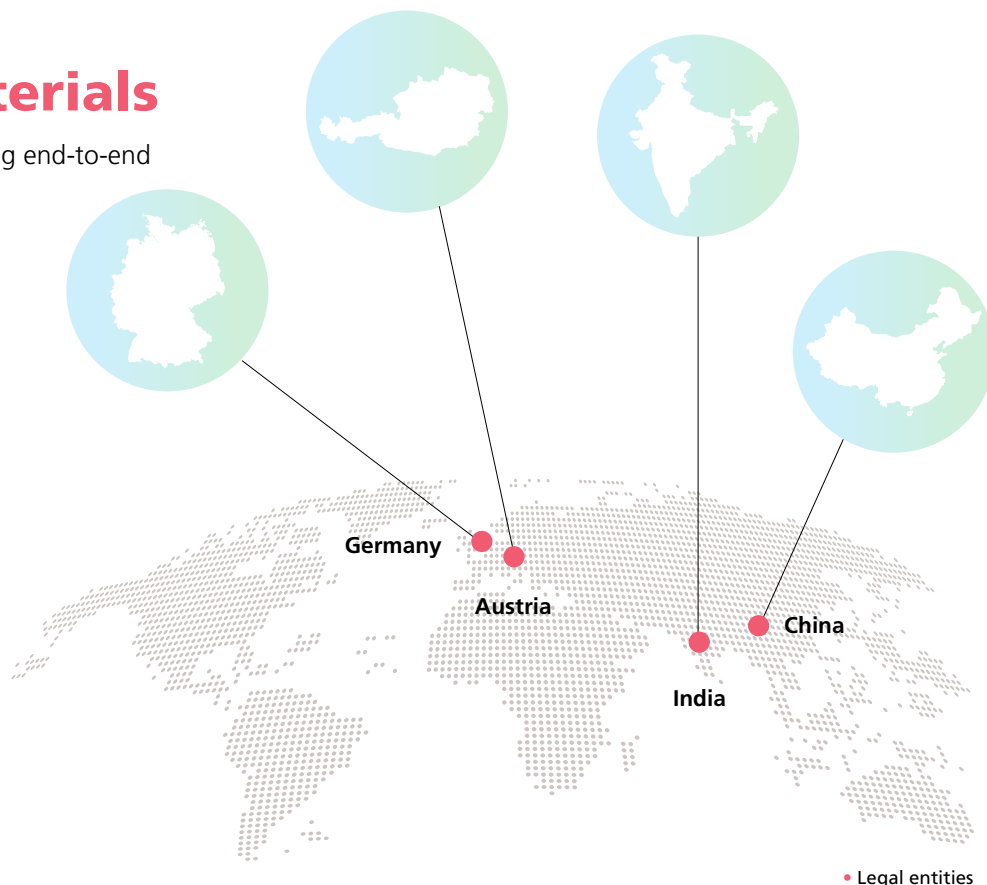 terials
g end-to-end
Germany
Austria
China
India
• Legal entities